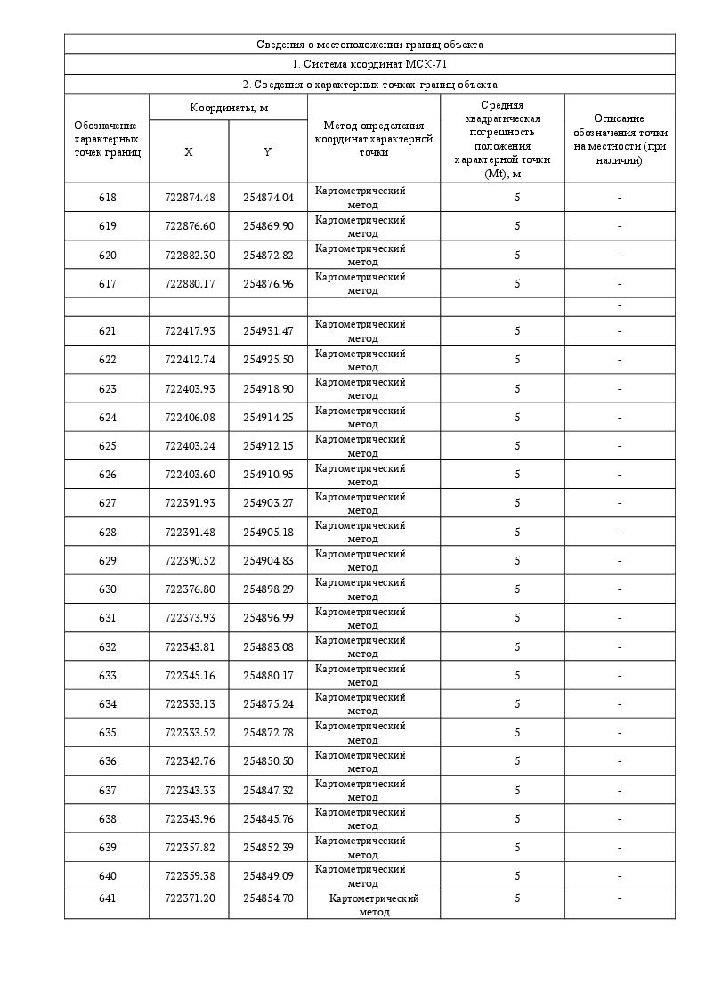 Сведения о местоположении границ объекта
1. Система координат МСК-71
2. Сведения о характерных точках границ объекта
Обозначение характерных точек границ
Координаты, м
X
Y
Метод определения координат характерной точки
Средняя квадратическая погрешность положения характерной точки (Mt), м
Описание обозначения точки на местности (при наличии)
618 722874.48 254874.04 Картометрический метод 5 -
619 722876.60 254869.90 Картометрический метод 5 -
620 722882.30 254872.82 Картометрический метод 5 -
617 722880.17 254876.96 Картометрический метод 5 -
-
621 722417.93 254931.47 Картометрический метод 5 -
622 722412.74 254925.50 Картометрический метод 5 -
623 722403.93 254918.90 Картометрический метод 5 -
624 722406.08 254914.25 Картометрический метод 5 -
625 722403.24 254912.15 Картометрический метод 5 -
626 722403.60 254910.95 Картометрический метод 5 -
627 722391.93 254903.27 Картометрический метод 5 -
628 722391.48 254905.18 Картометрический метод 5 -
629 722390.52 254904.83 Картометрический метод 5 -
630 722376.80 254898.29 Картометрический метод 5 -
631 722373.93 254896.99 Картометрический метод 5 -
632 722343.81 254883.08 Картометрический метод 5 -
633 722345.16 254880.17 Картометрический метод 5 -
634 722333.13 254875.24 Картометрический метод 5 -
635 722333.52 254872.78 Картометрический метод 5 -
636 722342.76 254850.50 Картометрический метод 5 -
637 722343.33 254847.32 Картометрический метод 5 -
638 722343.96 254845.76 Картометрический метод 5 -
639 722357.82 254852.39 Картометрический метод 5 -
640 722359.38 254849.09 Картометрический метод 5 -
641 722371.20 254854.70 Картометрический метод 5 -